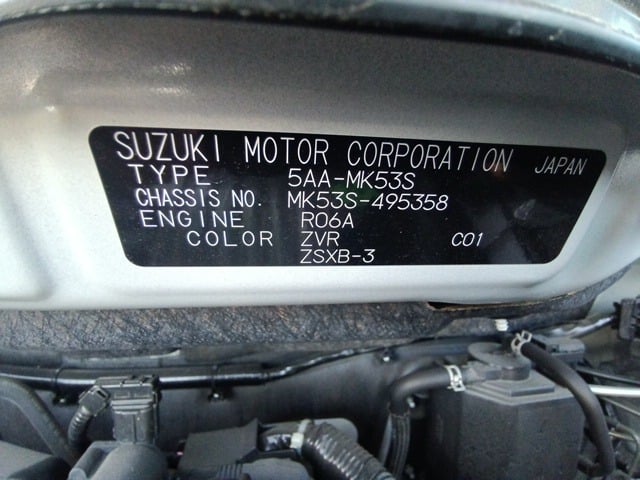 SUZUKI MOTOR CORPORATION JAPAN
TYPE 5AA-MK53S
CHASSIS NO. MK53S-495358
ENGINE R06A
COLOR ZVR C01
ZSXB-3